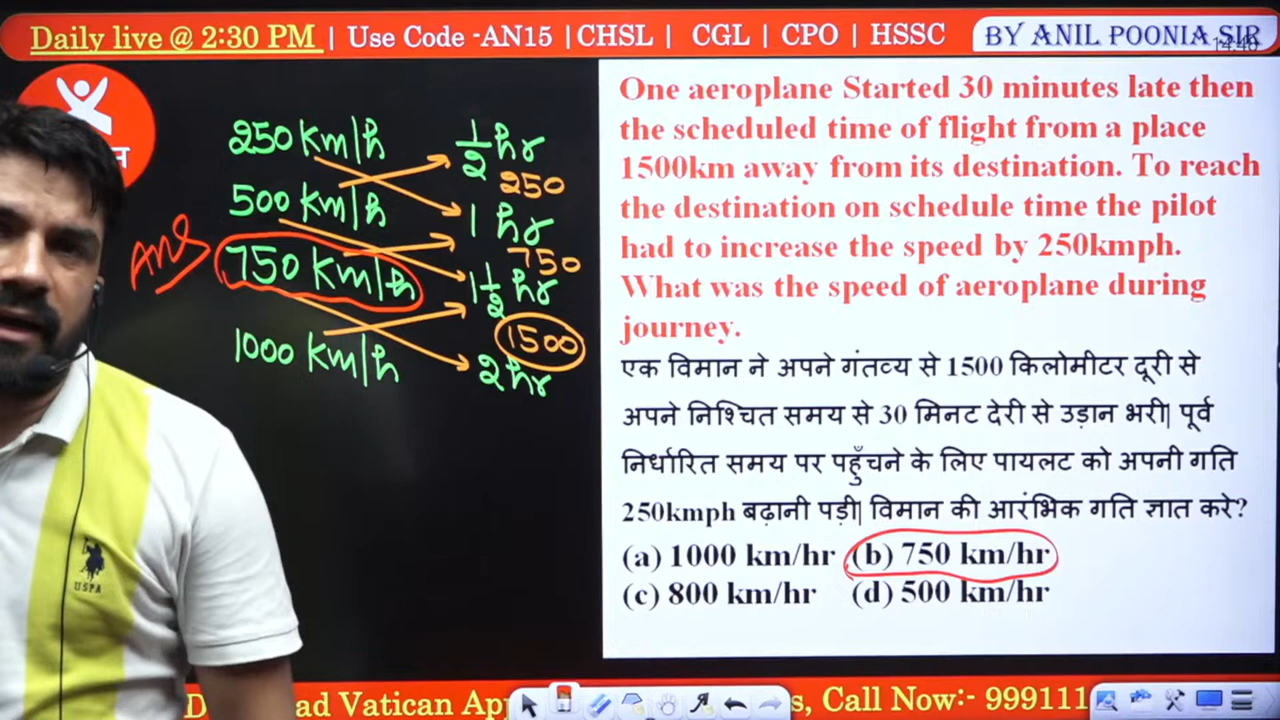 Daily live @ 2:30 PM | Use Code -AN15 |CHSL | CGL | CPO | HSSC
BY ANIL POONIA SIR
14:48
न
250 Km/h
500 Km/h
Ans
750 Km/h
1000 Km/h
1/2 hr
250
1 hr
750
1 1/2 hr
1500
2 hr
One aeroplane Started 30 minutes late then
the scheduled time of flight from a place
1500km away from its destination. To reach
the destination on schedule time the pilot
had to increase the speed by 250kmph.
What was the speed of aeroplane during
journey.
एक विमान ने अपने गंतव्य से 1500 किलोमीटर दूरी से
अपने निश्चित समय से 30 मिनट देरी से उड़ान भरी| पूर्व
निर्धारित समय पर पहुँचने के लिए पायलट को अपनी गति
250kmph बढ़ानी पड़ी| विमान की आरंभिक गति ज्ञात करे?
(a) 1000 km/hr (b) 750 km/hr
(c) 800 km/hr (d) 500 km/hr
USPA
ad Vatican App
s, Call Now:- 999111